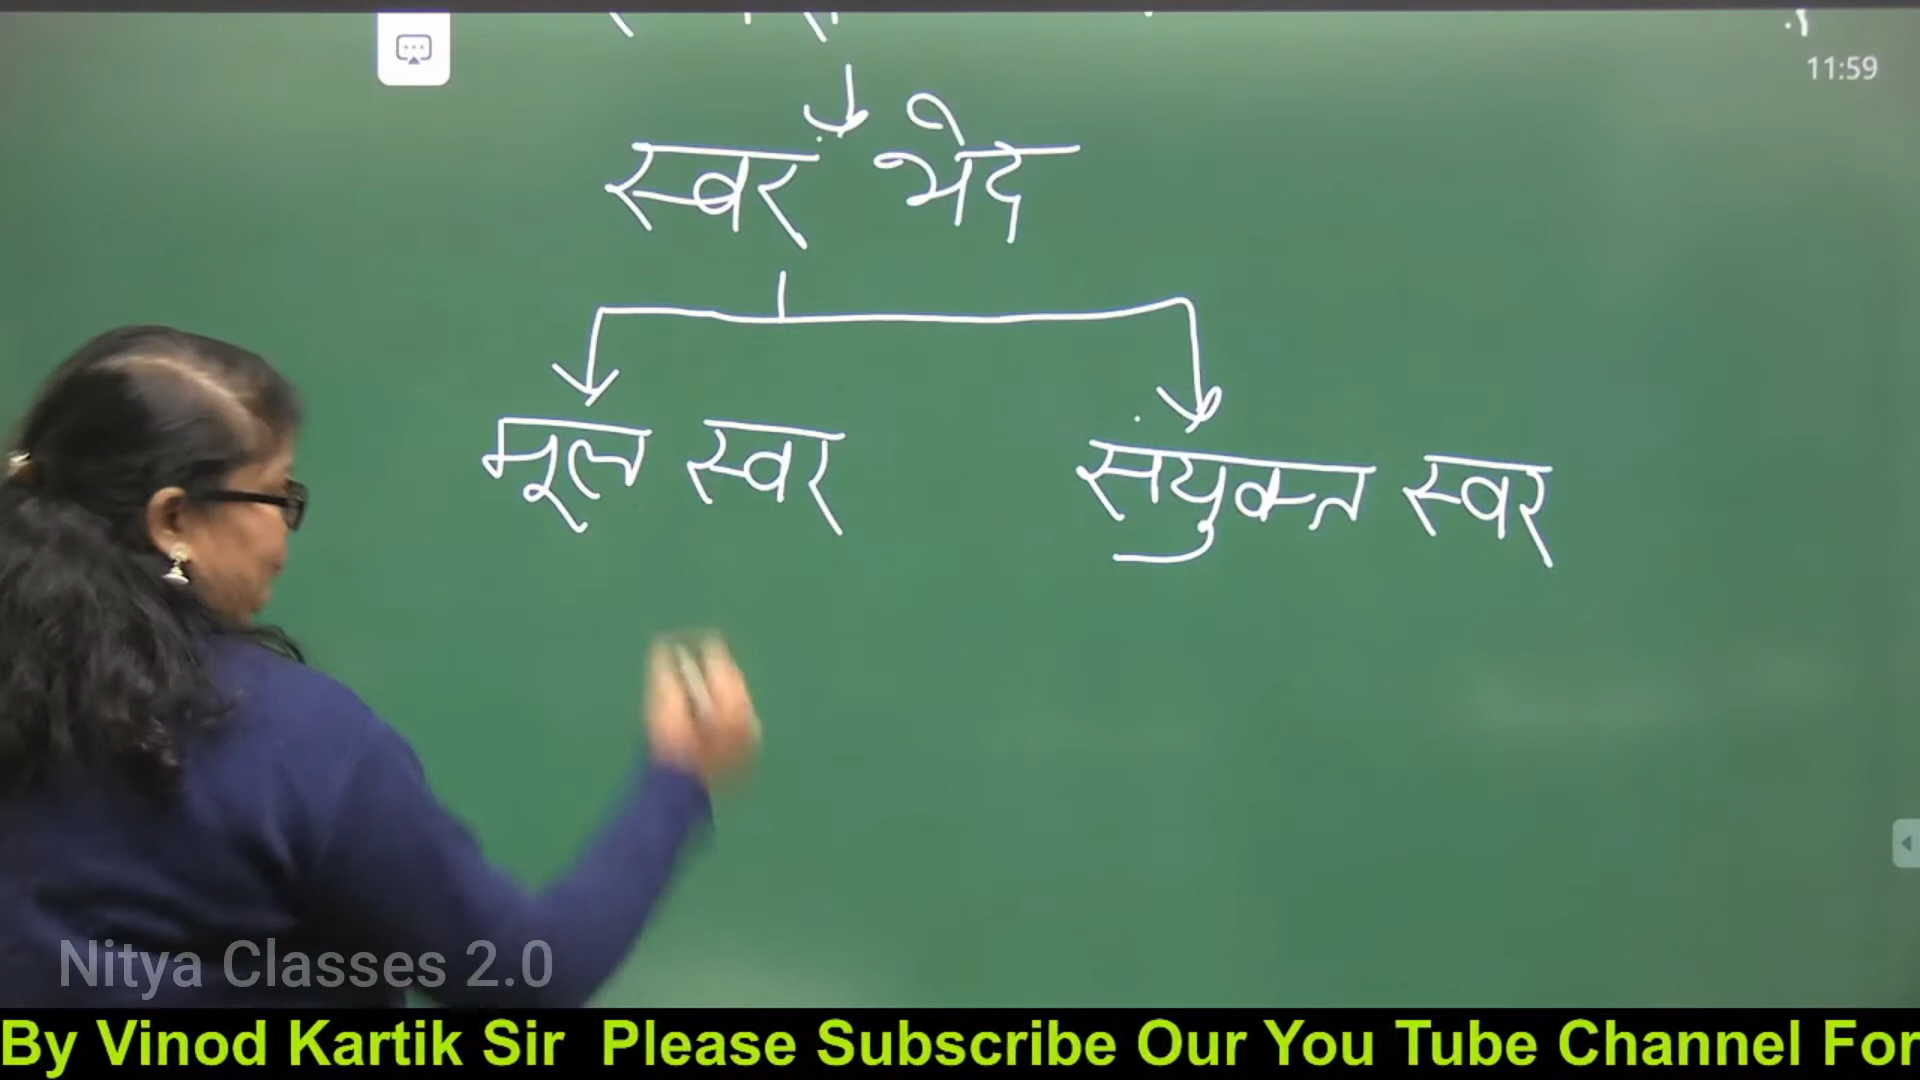 11:59
स्वर भेद
मूल स्वर संयुक्त स्वर
Nitya Classes 2.0
By Vinod Kartik Sir Please Subscribe Our You Tube Channel For